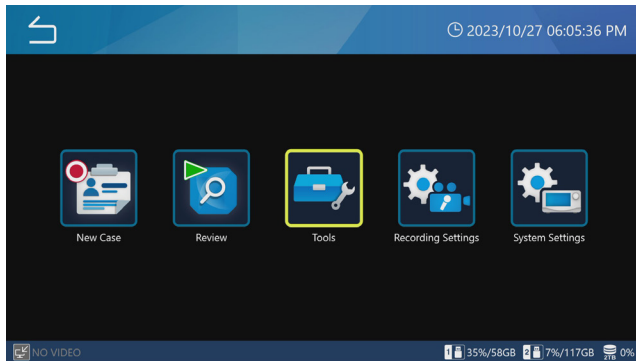 2023/10/27 06:05:36 PM
New Case
Review
Tools
Recording Settings
System Settings
NO VIDEO
1 35%/58GB 2 7%/117GB 2TB 0%